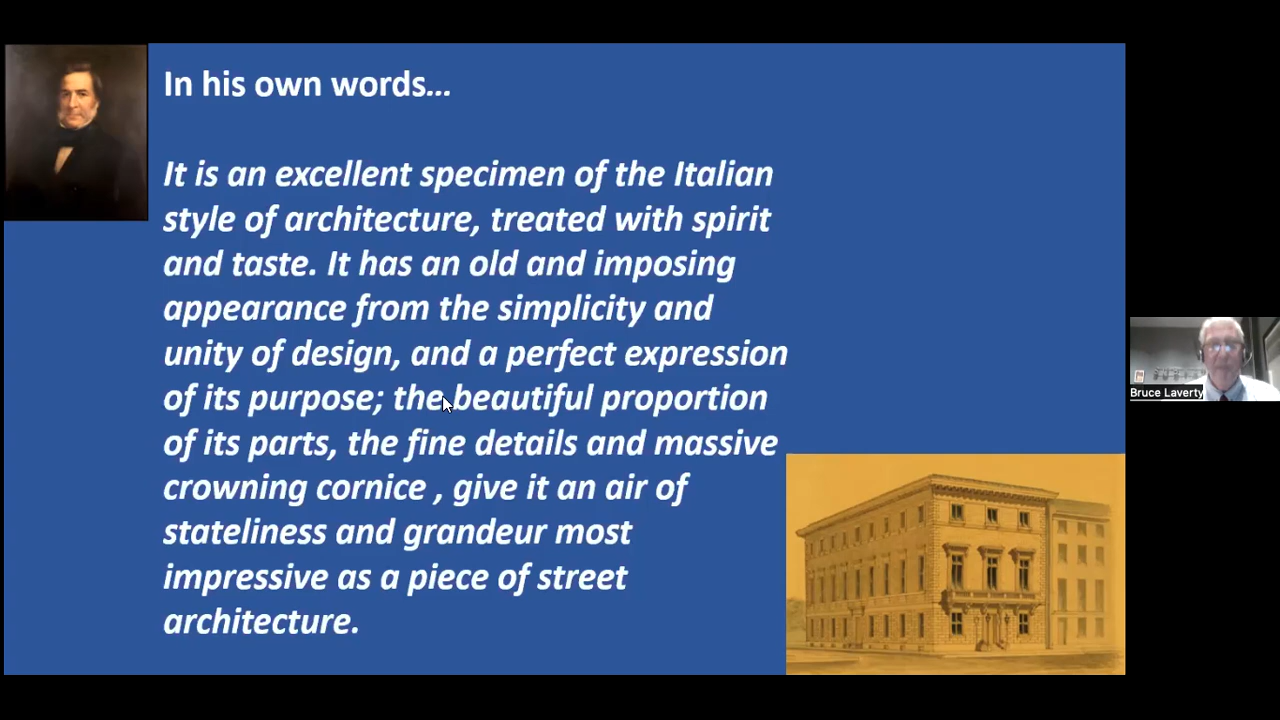 In his own words...
It is an excellent specimen of the Italian
style of architecture, treated with spirit
and taste. It has an old and imposing
appearance from the simplicity and
unity of design, and a perfect expression
of its purpose; the beautiful proportion
of its parts, the fine details and massive
crowning cornice , give it an air of
stateliness and grandeur most
impressive as a piece of street
architecture.
Bruce Laverty